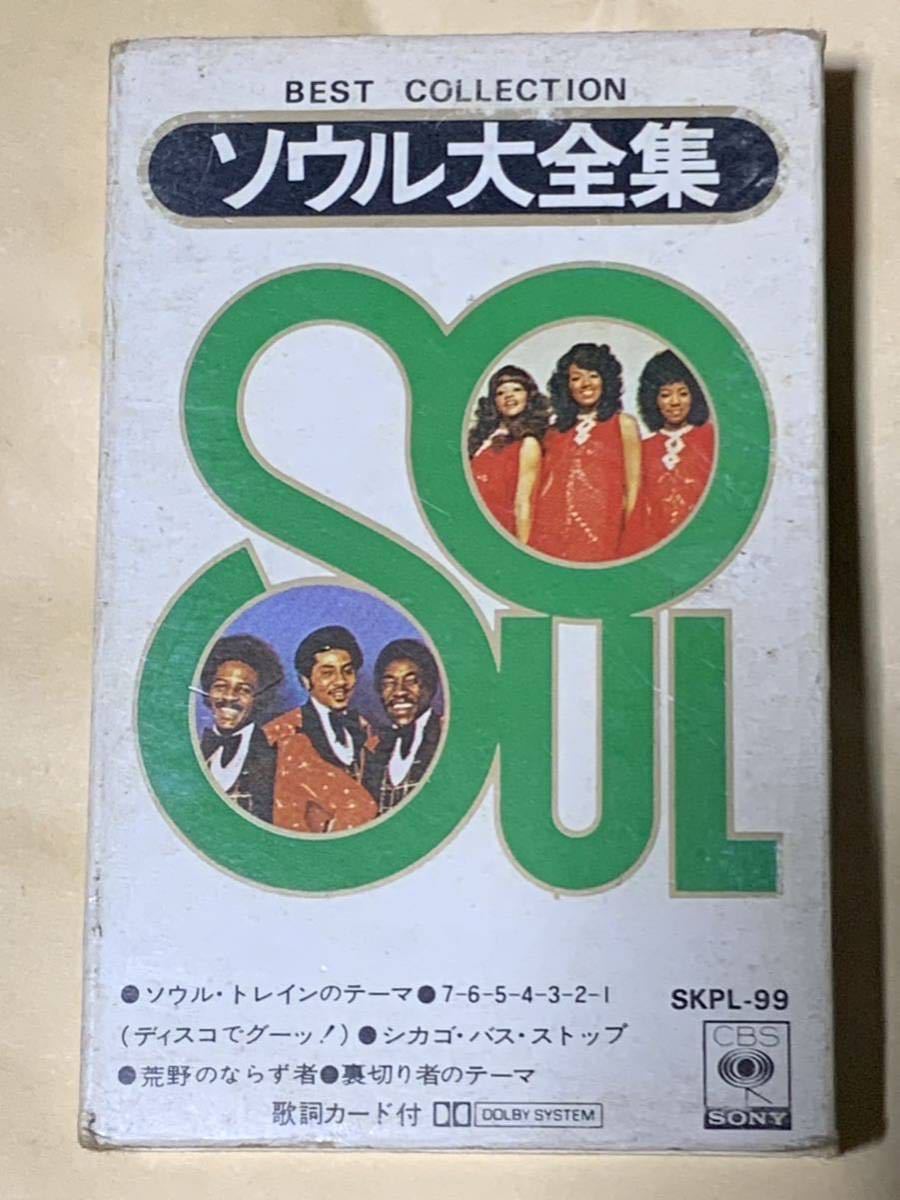 BEST COLLECTION
ソウル大全集
SOUL
●ソウル・トレインのテーマ●7-6-5-4-3-2-1
(ディスコでグーッ!)●シカゴ・バス・ストップ
●荒野のならず者●裏切り者のテーマ
歌詞カード付 DOLBY SYSTEM
SKPL-99
CBS
SONY